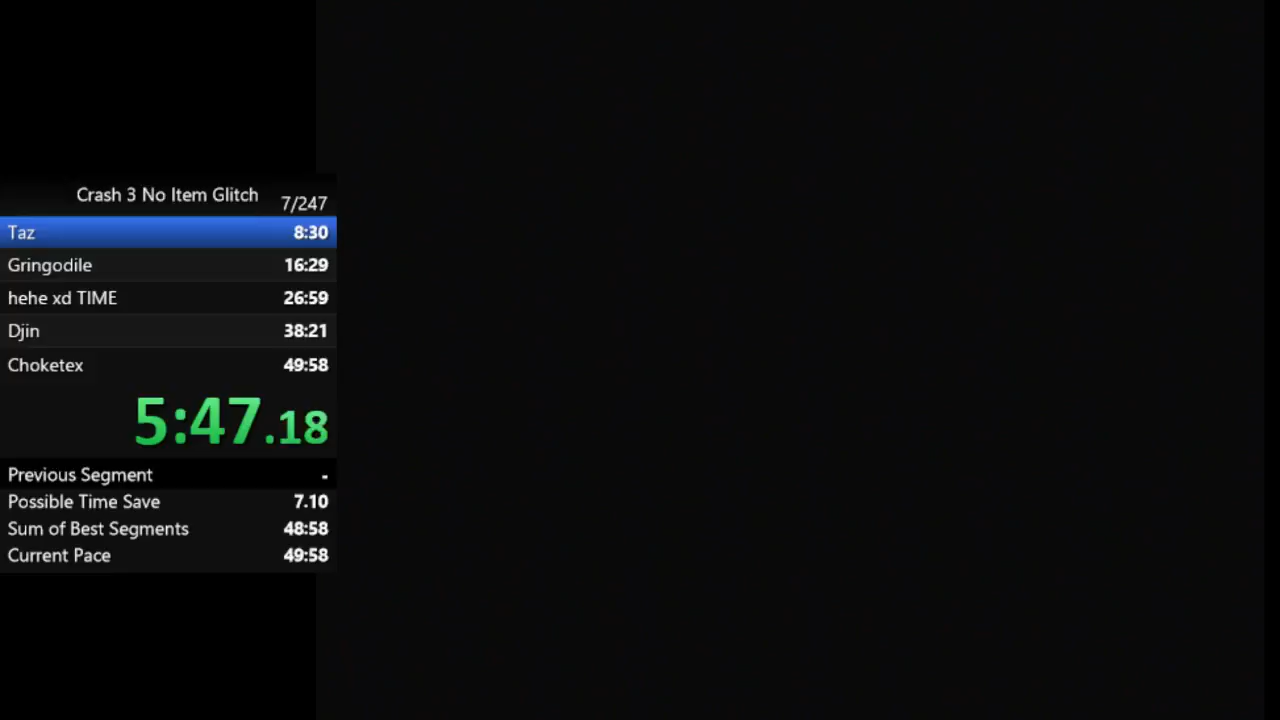 Crash 3 No Item Glitch
7/247
Taz 8:30
Gringodile 16:29
hehe xd TIME 26:59
Djin 38:21
Choketex 49:58
5:47.18
Previous Segment -
Possible Time Save 7.10
Sum of Best Segments 48:58
Current Pace 49:58